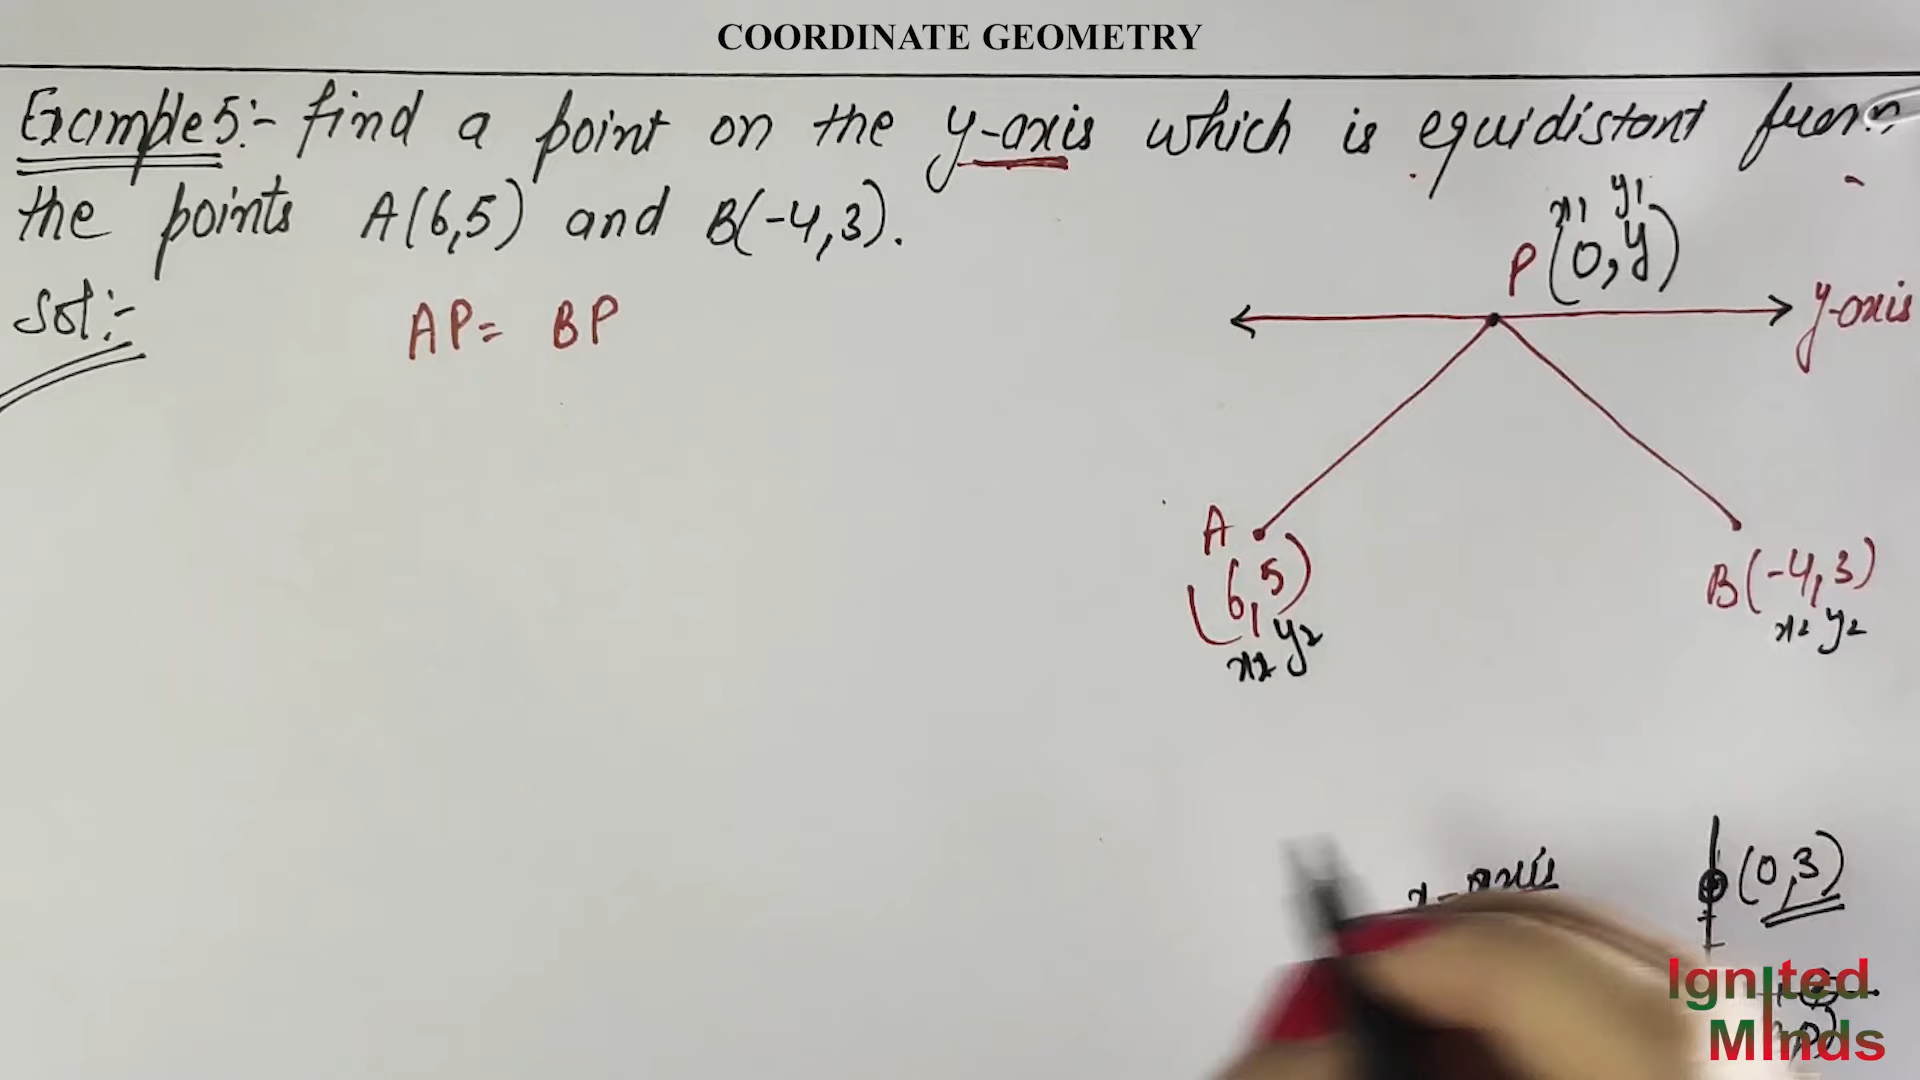 COORDINATE GEOMETRY
Example 5:- find a point on the y-axis which is equidistant from
the points A(6,5) and B(-4,3).
Sol:-
AP = BP
x1 y1
P(0,y)
y-axis
A
(6,5)
x2 y2
B(-4,3)
x2 y2
x-axis
(0,3)
Ignited
Minds